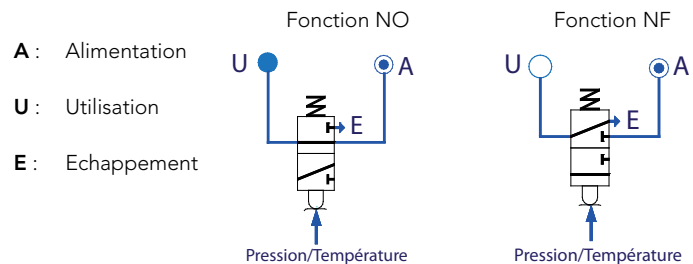 Fonction NO
Fonction NF
A : Alimentation
U : Utilisation
E : Echappement
U
A
E
Pression/Température
U
A
E
Pression/Température